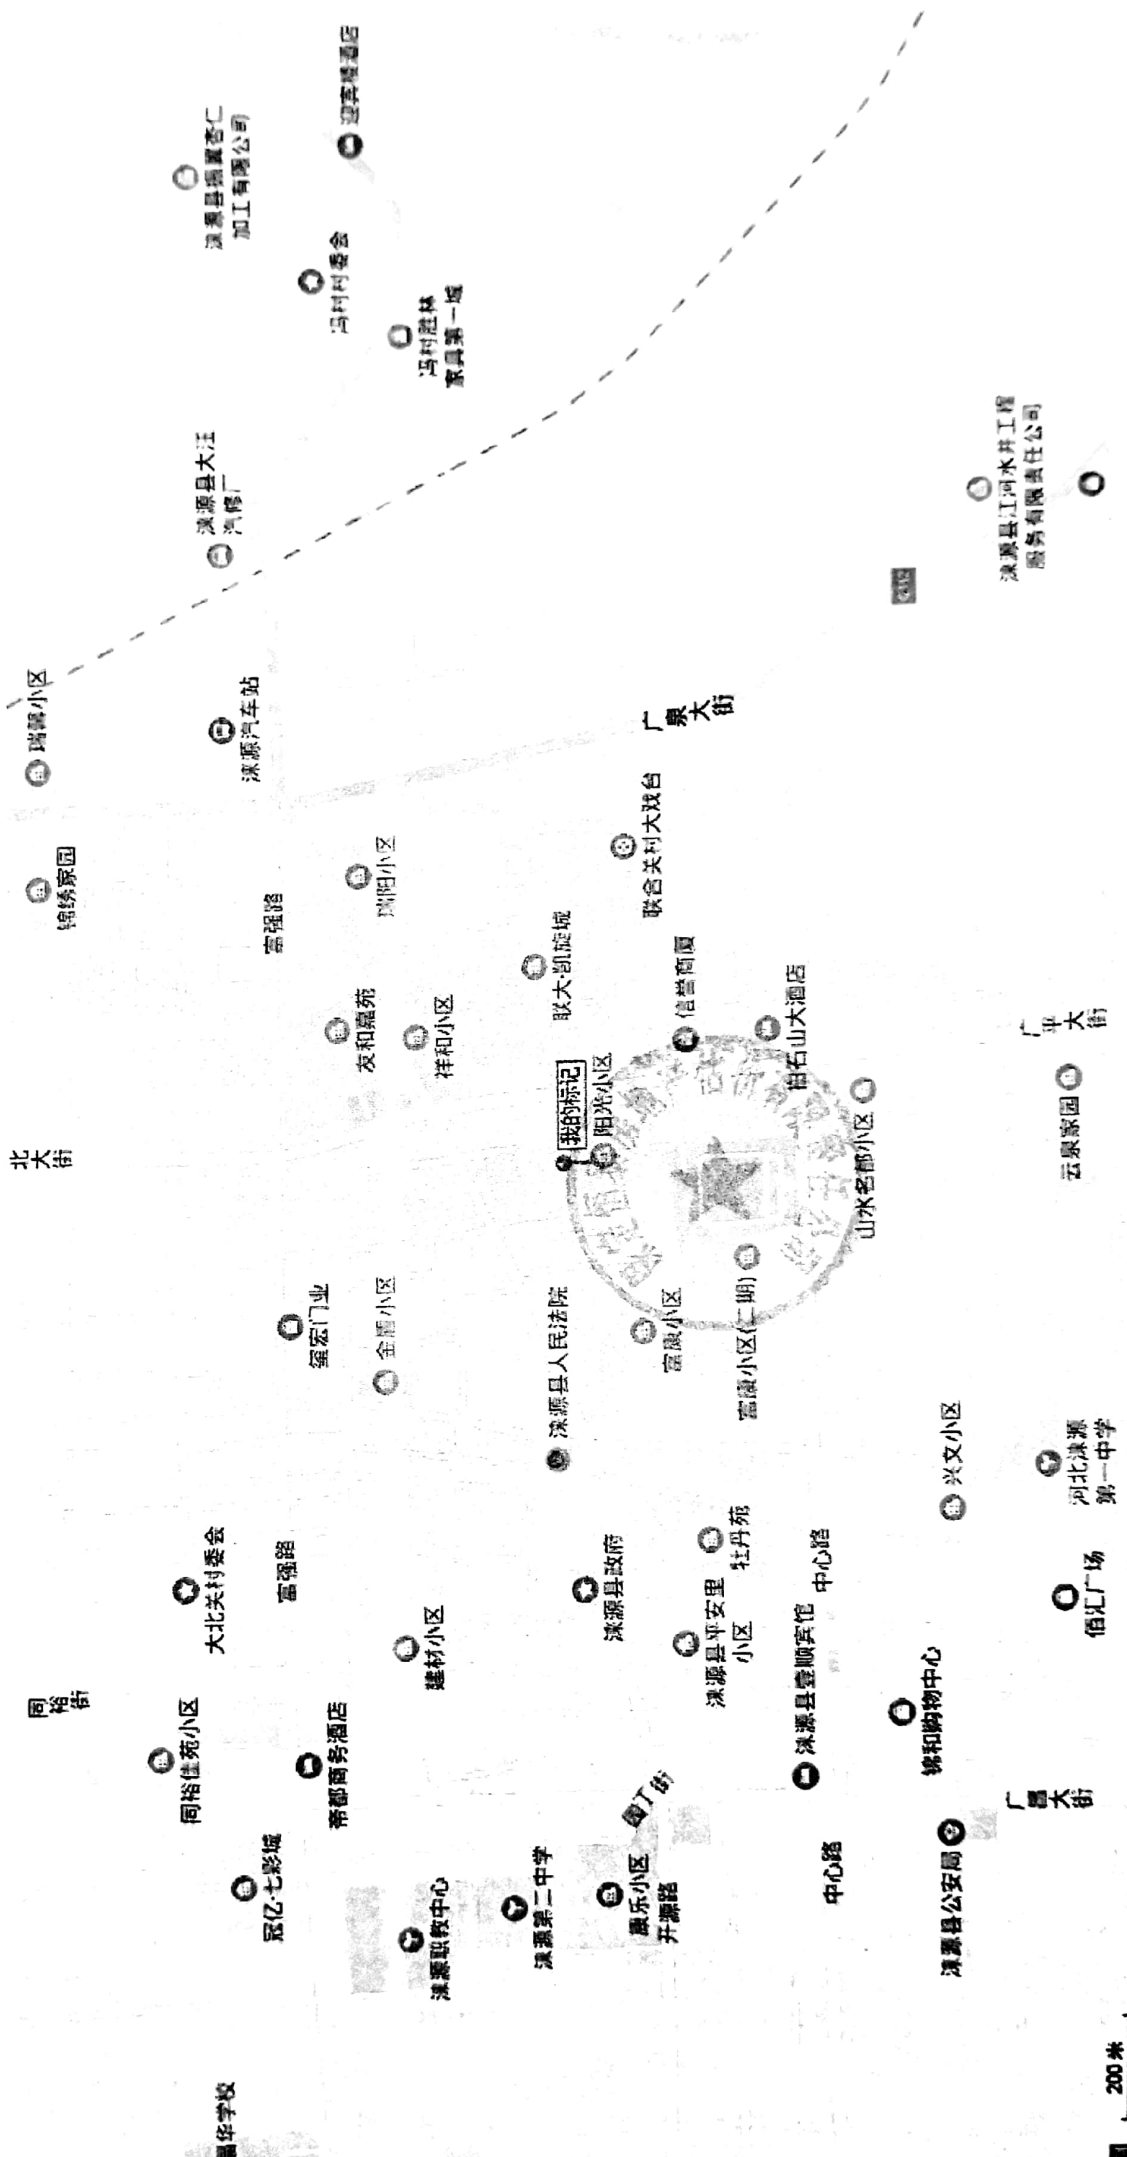 北大街
同裕街
瑞馨小区
锦绣家园
涞源汽车站
涞源县大汪
汽修厂
涞源县振冀杏仁
加工有限公司
迎宾楼酒店
冯村村委会
冯村胜林
家具第一城
富强路
瑞阳小区
友和嘉苑
祥和小区
玺宏门业
金盾小区
大北关村委会
富强路
建材小区
同裕佳苑小区
帝都商务酒店
冠亿·七彩城
涞源职教中心
涞源第二中学
康乐小区
开源路
园丁街
广泉大街
联合关村大戏台
联大·凯旋城
信誉商厦
我的标记
阳光小区
白石山大酒店
山水名都小区
涞源县人民法院
富康小区
富康小区(二期)
涞源县政府
牡丹苑
涞源县平安里
小区
中心路
涞源县壹顺宾馆
中心路
锦和购物中心
涞源县公安局
广昌大街
兴文小区
河北涞源
第一中学
佰汇广场
云泉家园
广平大街
涞源县江河水井工程
服务有限责任公司
200 米